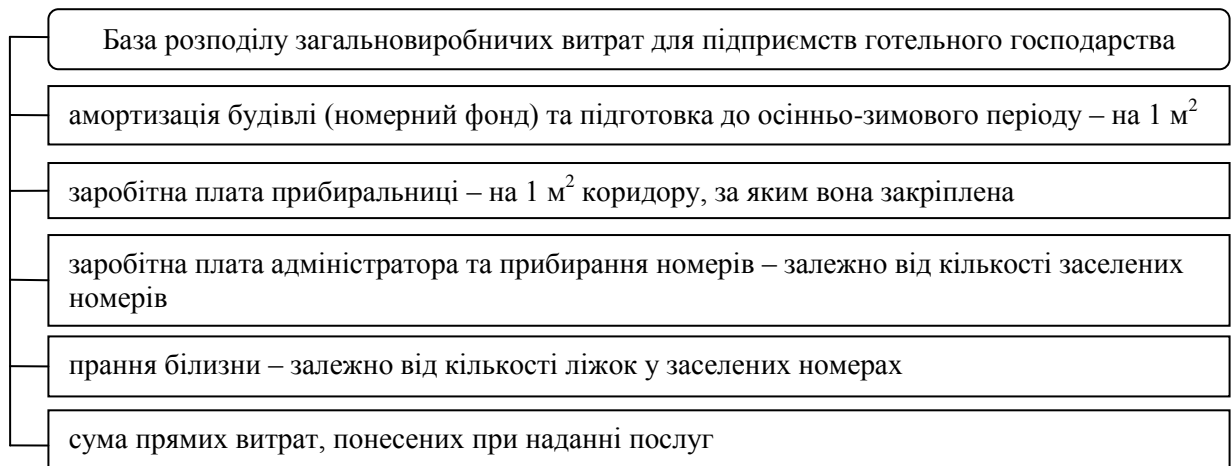 База розподілу загальновиробничих витрат для підприємств готельного господарства
амортизація будівлі (номерний фонд) та підготовка до осінньо-зимового періоду – на 1 м²
заробітна плата прибиральниці – на 1 м² коридору, за яким вона закріплена
заробітна плата адміністратора та прибирання номерів – залежно від кількості заселених
номерів
прання білизни – залежно від кількості ліжок у заселених номерах
сума прямих витрат, понесених при наданні послуг